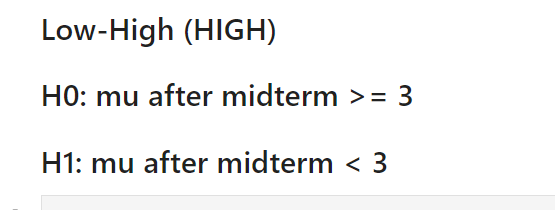 Low-High (HIGH)
H0: mu after midterm >= 3
H1: mu after midterm < 3